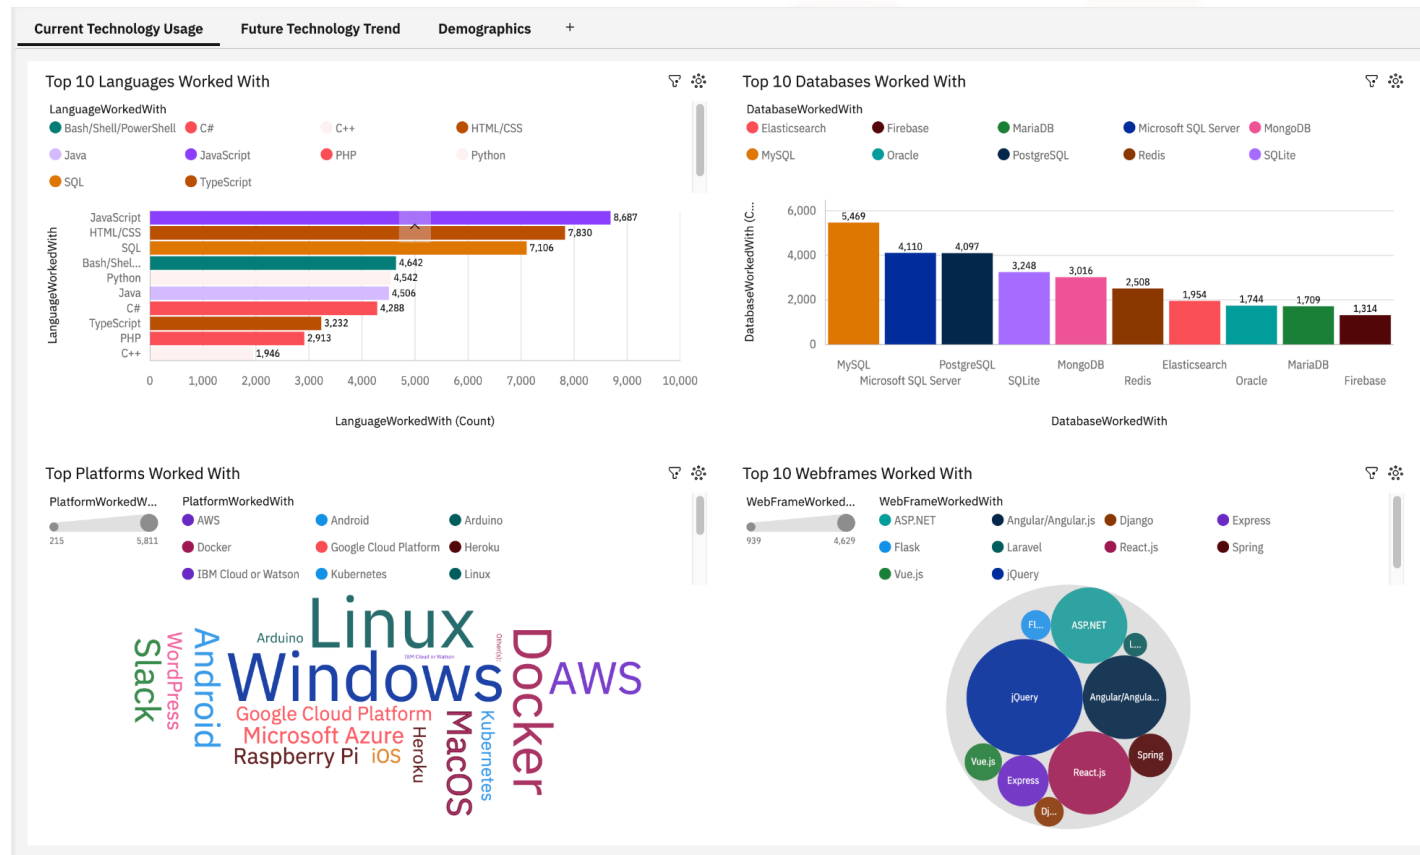 Current Technology Usage Future Technology Trend Demographics +
Top 10 Languages Worked With
LanguageWorkedWith
Bash/Shell/PowerShell C# C++ HTML/CSS
Java JavaScript PHP Python
SQL TypeScript
LanguageWorkedWith
JavaScript 8,687
HTML/CSS 7,830
SQL 7,106
Bash/Shel... 4,642
Python 4,542
Java 4,506
C# 4,288
TypeScript 3,232
PHP 2,913
C++ 1,946
0 1,000 2,000 3,000 4,000 5,000 6,000 7,000 8,000 9,000 10,000
LanguageWorkedWith (Count)
Top 10 Databases Worked With
DatabaseWorkedWith
Elasticsearch Firebase MariaDB Microsoft SQL Server MongoDB
MySQL Oracle PostgreSQL Redis SQLite
DatabaseWorkedWith (C...
6,000
4,000
2,000
0
5,469 4,110 4,097 3,248 3,016 2,508 1,954 1,744 1,709 1,314
MySQL PostgreSQL MongoDB Elasticsearch MariaDB
Microsoft SQL Server SQLite Redis Oracle Firebase
DatabaseWorkedWith
Top Platforms Worked With
PlatformWorkedW... PlatformWorkedWith
215 5,811
AWS Android Arduino
Docker Google Cloud Platform Heroku
IBM Cloud or Watson Kubernetes Linux
Linux
Arduino
Slack
WordPress
Android
IBM Cloud or Watson
Other(s):
Windows
Docker
AWS
Google Cloud Platform
Microsoft Azure
Raspberry Pi iOS
Heroku
MacOS
Kubernetes
Top 10 Webframes Worked With
WebFrameWorked... WebFrameWorkedWith
939 4,629
ASP.NET Angular/Angular.js Django Express
Flask Laravel React.js Spring
Vue.js jQuery
Fl... ASP.NET
L...
jQuery Angular/Angula...
Vue.js Spring
Express React.js
Dj...